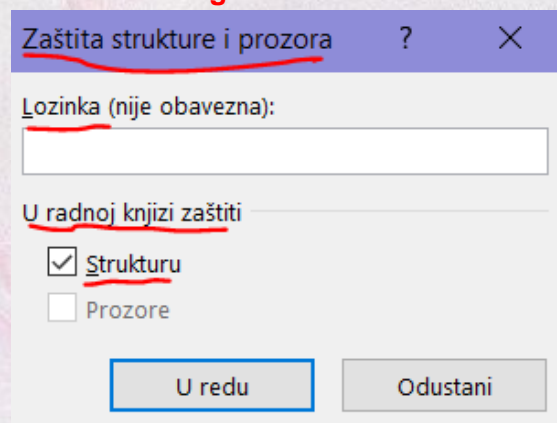 Zaštita strukture i prozora ?
Lozinka (nije obavezna):
U radnoj knjizi zaštiti
Strukturu
Prozore
U redu Odustani